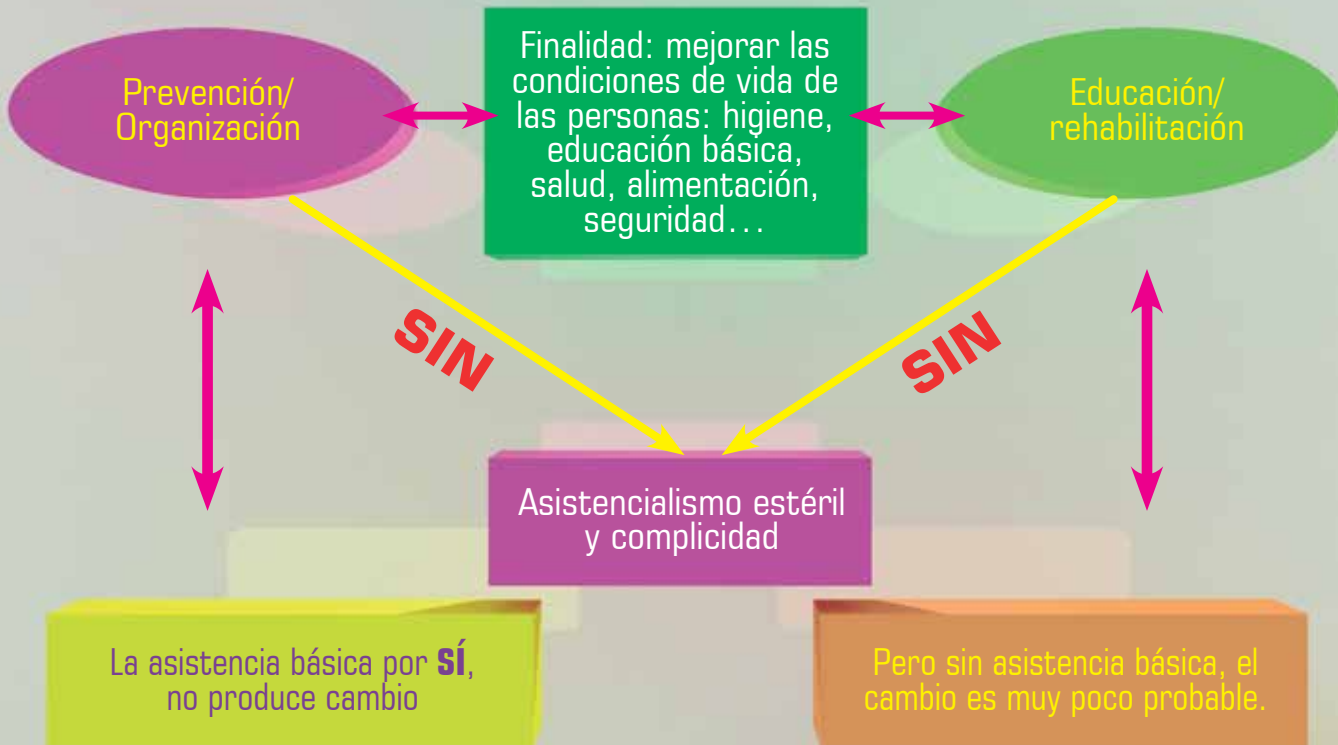 Prevención/
Organización
Finalidad: mejorar las
condiciones de vida de
las personas: higiene,
educación básica,
salud, alimentación,
seguridad...
Educación/
rehabilitación
SIN
SIN
Asistencialismo estéril
y complicidad
La asistencia básica por SÍ,
no produce cambio
Pero sin asistencia básica, el
cambio es muy poco probable.